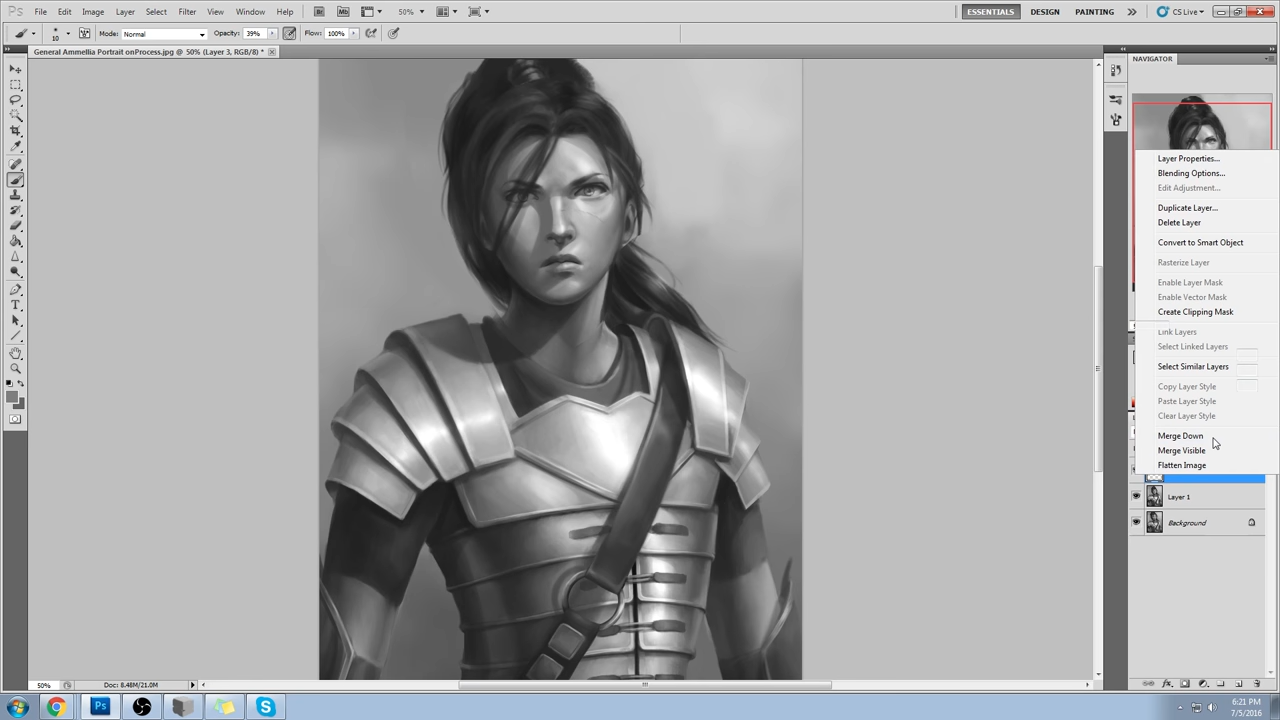 Ps File Edit Image Layer Select Filter View Window Help Mb 50% ESSENTIALS DESIGN PAINTING CS Live
10 Mode: Normal Opacity: 39% Flow: 100%
General Ammellia Portrait onProcess.jpg @ 50% (Layer 3, RGB/8) *
NAVIGATOR
Layer Properties...
Blending Options...
Edit Adjustment...
Duplicate Layer...
Delete Layer
Convert to Smart Object
Rasterize Layer
Enable Layer Mask
Enable Vector Mask
Create Clipping Mask
Link Layers
Select Linked Layers
Select Similar Layers
Copy Layer Style
Paste Layer Style
Clear Layer Style
Merge Down
Merge Visible
Flatten Image
Layer 1
Background
50% Doc: 8.48M/21.0M
Ps
6:21 PM
7/5/2016